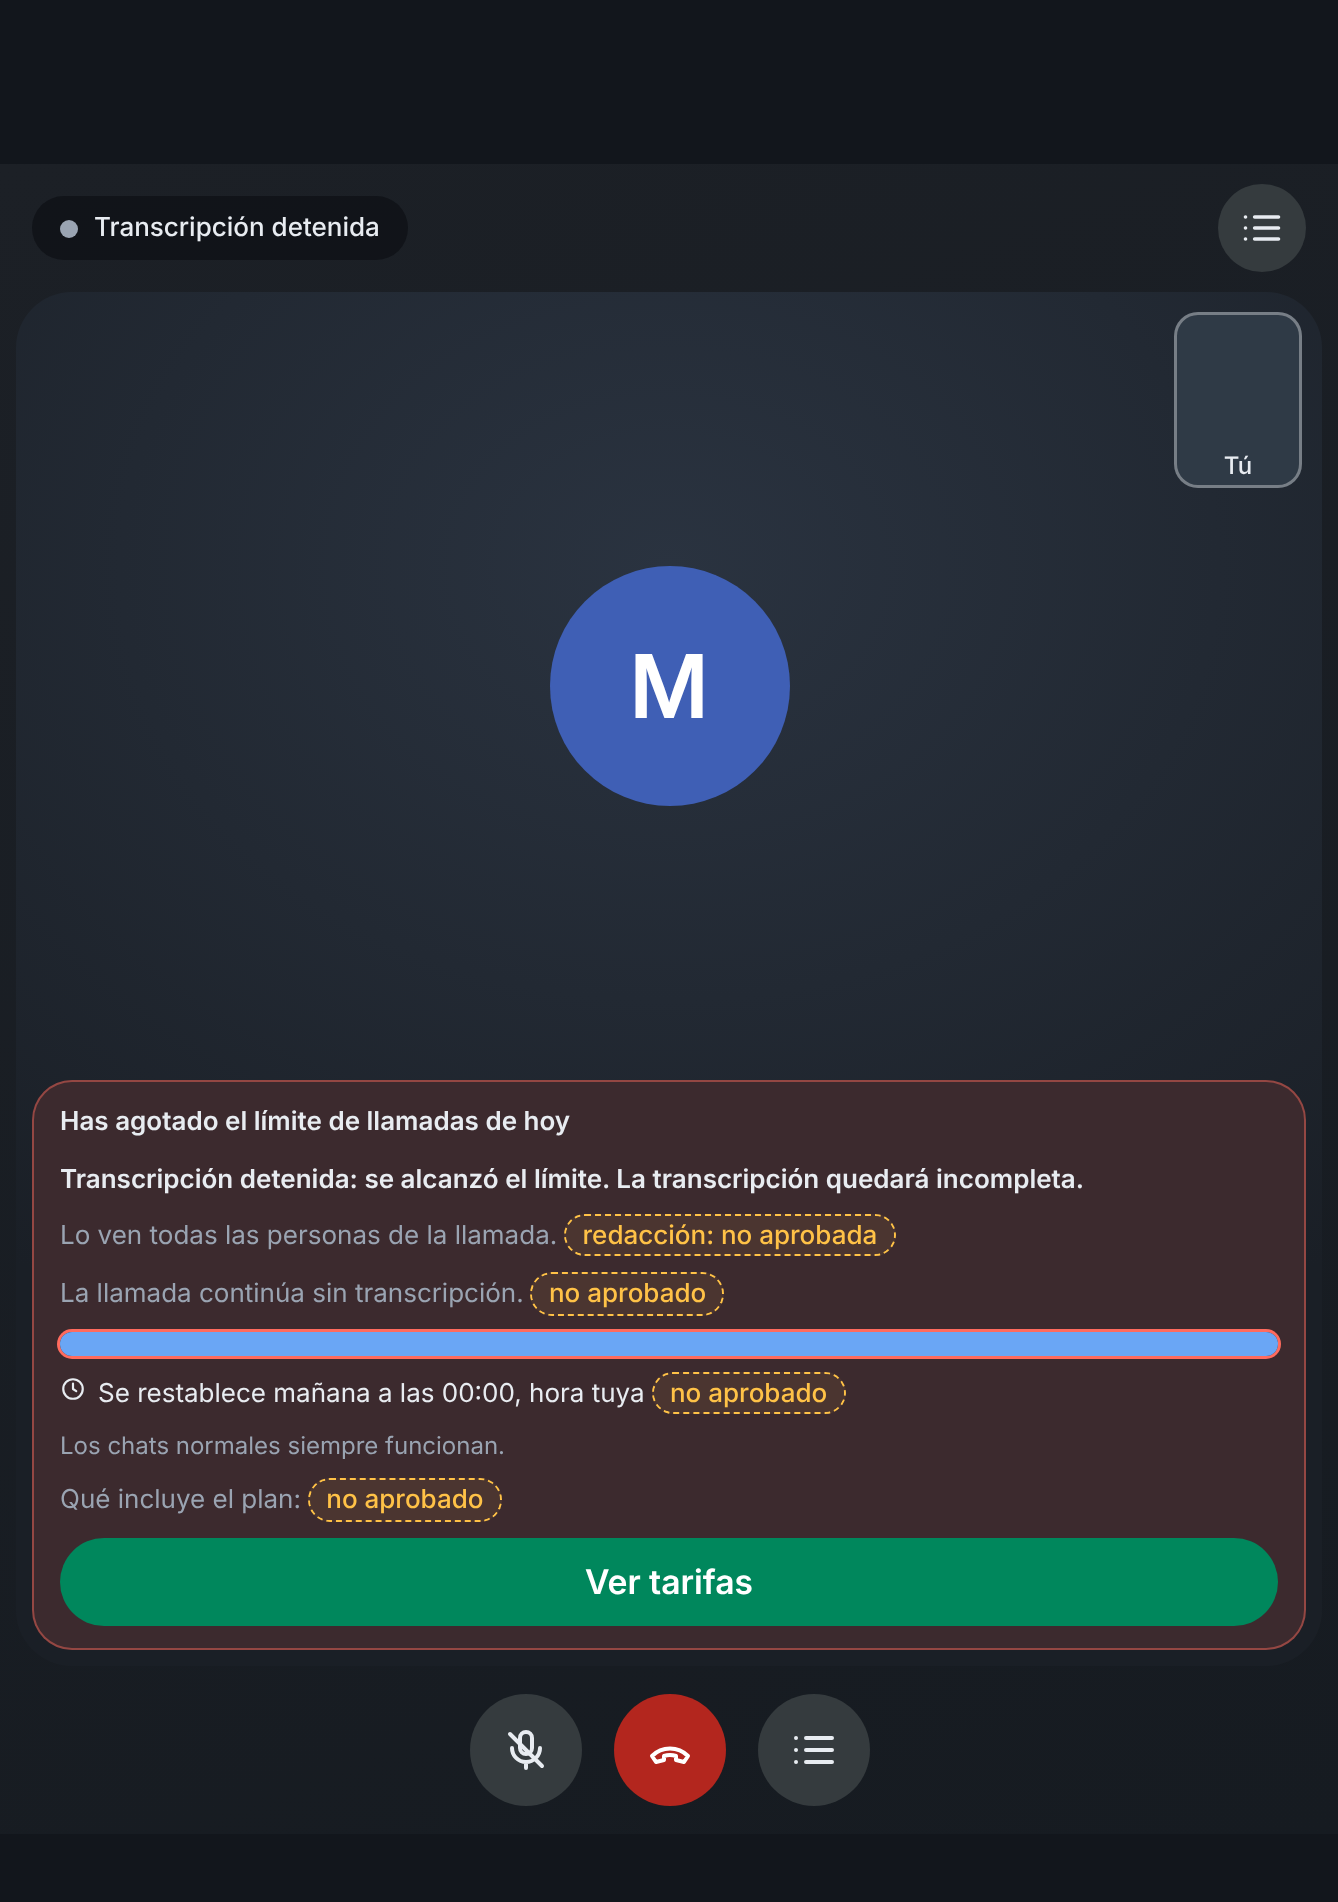 Transcripción detenida
Tú
M
Has agotado el límite de llamadas de hoy
Transcripción detenida: se alcanzó el límite. La transcripción quedará incompleta.
Lo ven todas las personas de la llamada. redacción: no aprobada
La llamada continúa sin transcripción. no aprobado
Se restablece mañana a las 00:00, hora tuya no aprobado
Los chats normales siempre funcionan.
Qué incluye el plan: no aprobado
Ver tarifas